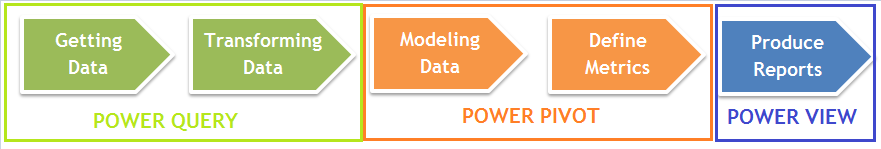 Getting
Data
Transforming
Data
POWER QUERY
Modeling
Data
Define
Metrics
POWER PIVOT
Produce
Reports
POWER VIEW